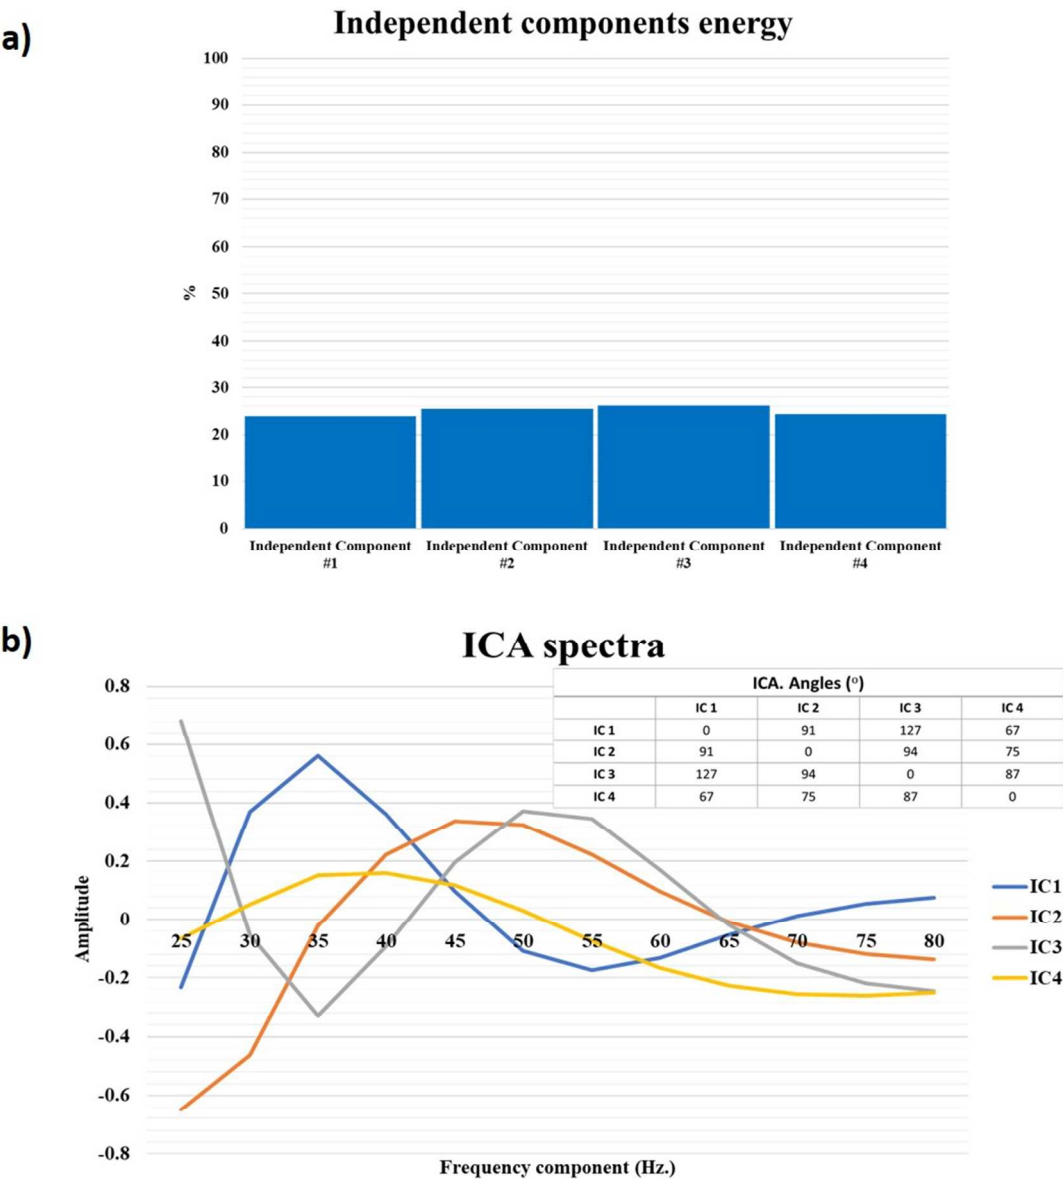 a)
Independent components energy
100
90
80
70
60
50
40
30
20
10
0
%
Independent Component #1
Independent Component #2
Independent Component #3
Independent Component #4
b)
ICA spectra
ICA. Angles (º)
IC 1 IC 2 IC 3 IC 4
IC 1 0 91 127 67
IC 2 91 0 94 75
IC 3 127 94 0 87
IC 4 67 75 87 0
0.8
0.6
0.4
0.2
0
-0.2
-0.4
-0.6
-0.8
Amplitude
25 30 35 40 45 50 55 60 65 70 75 80
Frequency component (Hz.)
IC1
IC2
IC3
IC4